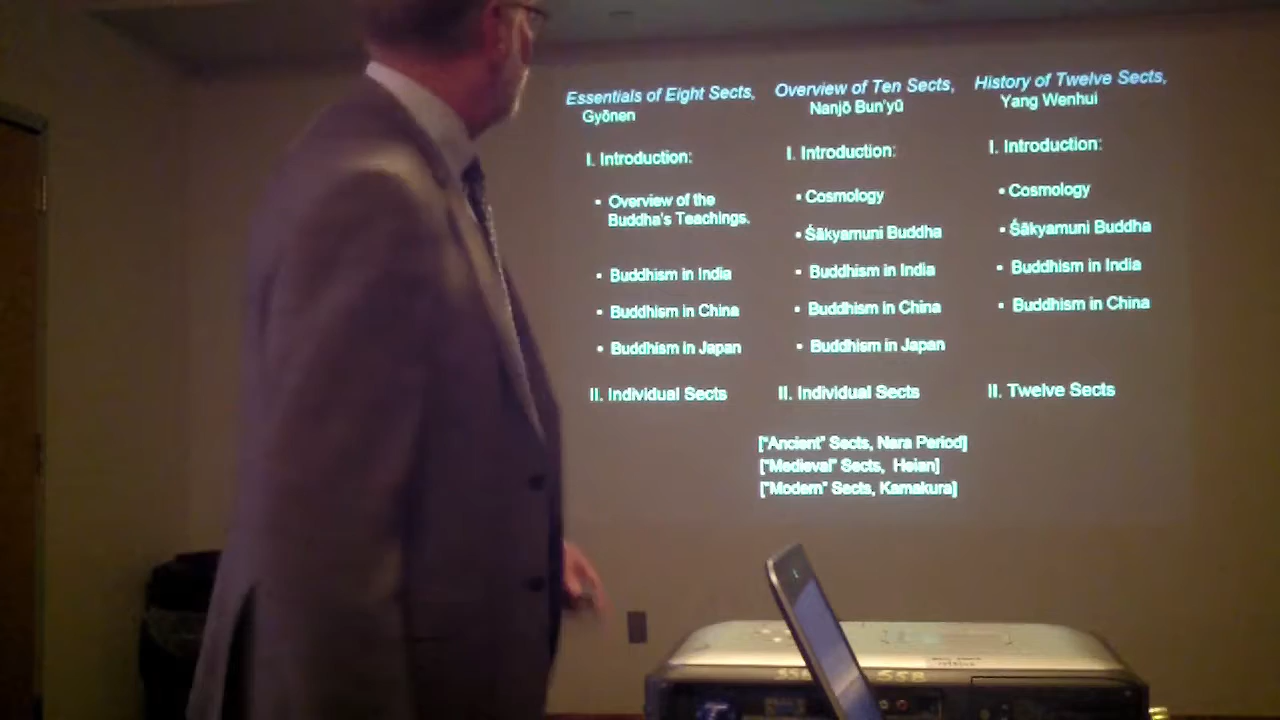 Essentials of Eight Sects,
Gyōnen
I. Introduction:
• Overview of the
Buddha's Teachings.
• Buddhism in India
• Buddhism in China
• Buddhism in Japan
II. Individual Sects
Overview of Ten Sects,
Nanjō Bun'yū
I. Introduction:
• Cosmology
• Śākyamuni Buddha
• Buddhism in India
• Buddhism in China
• Buddhism in Japan
II. Individual Sects
["Ancient" Sects, Nara Period]
["Medieval" Sects, Heian]
["Modern" Sects, Kamakura]
History of Twelve Sects,
Yang Wenhui
I. Introduction:
• Cosmology
• Śākyamuni Buddha
• Buddhism in India
• Buddhism in China
II. Twelve Sects
SSB